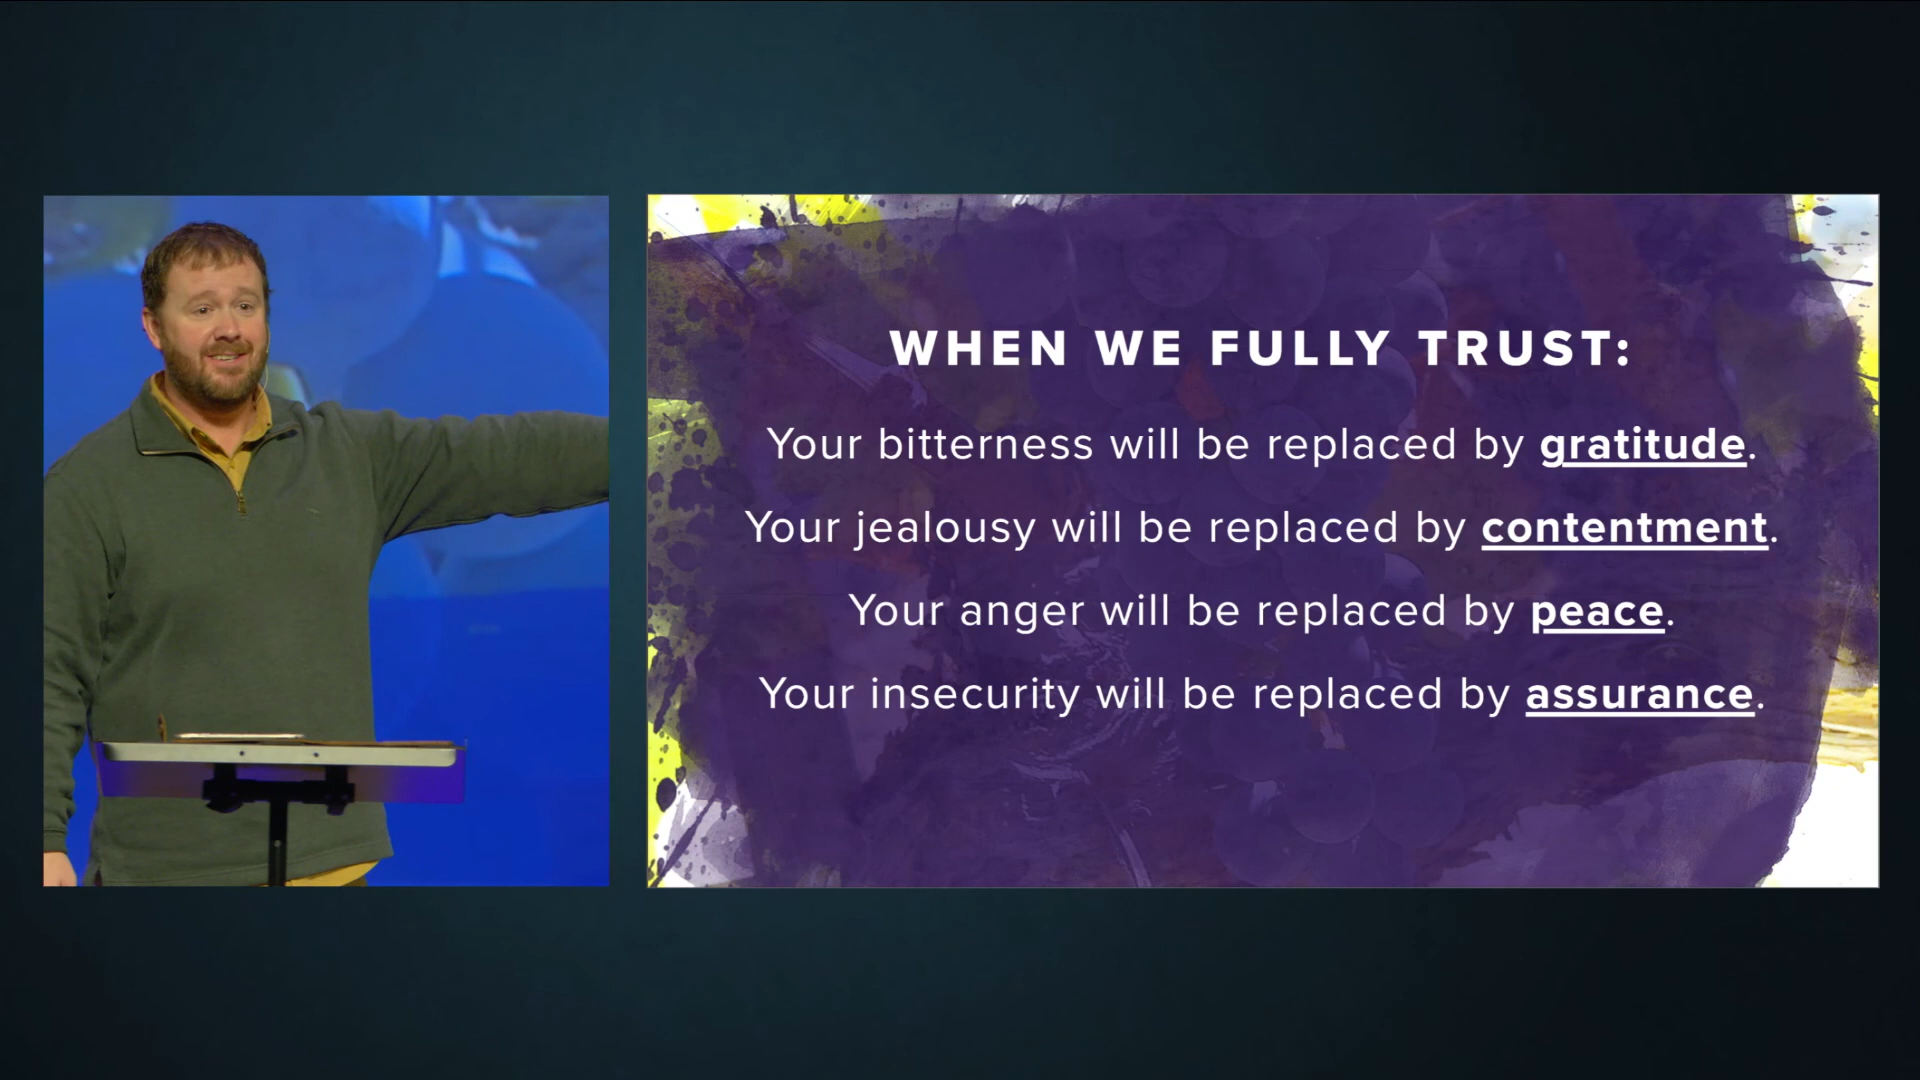 WHEN WE FULLY TRUST:
Your bitterness will be replaced by gratitude.
Your jealousy will be replaced by contentment.
Your anger will be replaced by peace.
Your insecurity will be replaced by assurance.